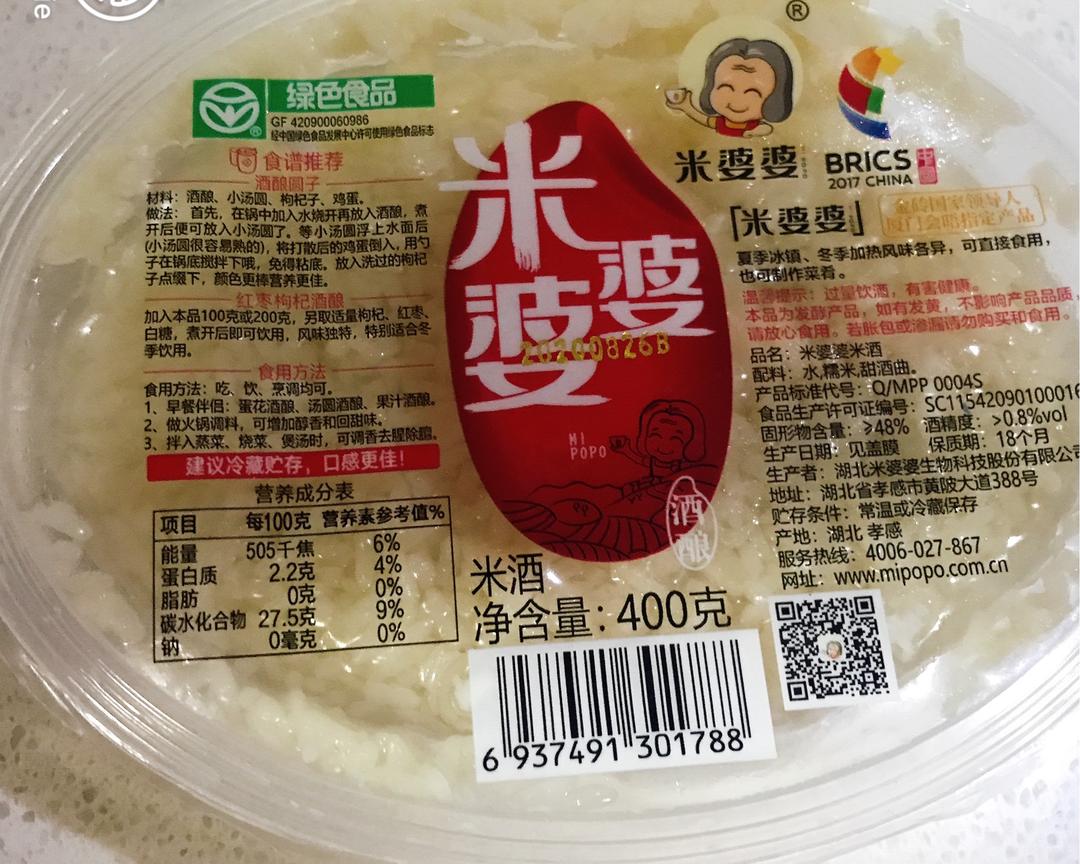 ie
®
绿色食品
GF 420900060986
经中国绿色食品发展中心许可使用绿色食品标志
食谱推荐
酒酿圆子
材料：酒酿、小汤圆、枸杞子、鸡蛋。
做法：首先，在锅中加入水烧开再放入酒酿，煮
开后便可放入小汤圆了。等小汤圆浮上水面后
(小汤圆很容易熟的)，将打散后的鸡蛋倒入，用勺
子在锅底搅拌下哦，免得粘底。放入洗过的枸杞
子点缀下，颜色更棒营养更佳。
红枣枸杞酒酿
加入本品100克或200克，另取适量枸杞、红枣、
白糖，煮开后即可饮用，风味独特，特别适合冬
季饮用。
食用方法
食用方法：吃、饮、烹调均可。
1、早餐伴侣：蛋花酒酿、汤圆酒酿、果汁酒酿。
2、做火锅调料，可增加醇香和回甜味。
3、拌入蒸菜、烧菜、煲汤时，可调香去腥除膻。
建议冷藏贮存，口感更佳！
营养成分表
项目 每100克 营养素参考值%
能量 505千焦 6%
蛋白质 2.2克 4%
脂肪 0克 0%
碳水化合物 27.5克 9%
钠 0毫克 0%
米婆婆
20200826B
MI
POPO
酒酿
米酒
净含量：400克
6 937491 301788
米婆婆
BRICS
2017 CHINA
中国
「米婆婆」
金砖国家领导人
厦门会晤指定产品
夏季冰镇、冬季加热风味各异，可直接食用，
也可制作菜肴。
温馨提示：过量饮酒，有害健康。
本品为发酵产品，如有发黄，不影响产品品质，
请放心食用。若胀包或渗漏请勿购买和食用。
品名：米婆婆米酒
配料：水,糯米,甜酒曲。
产品标准代号：Q/MPP 0004S
食品生产许可证编号：SC11542090100016
固形物含量：>48% 酒精度：>0.8%vol
生产日期：见盖膜 保质期：18个月
生产者：湖北米婆婆生物科技股份有限公
地址：湖北省孝感市黄陂大道388号
贮存条件：常温或冷藏保存
产地：湖北 孝感
服务热线：4006-027-867
网址：www.mipopo.com.cn